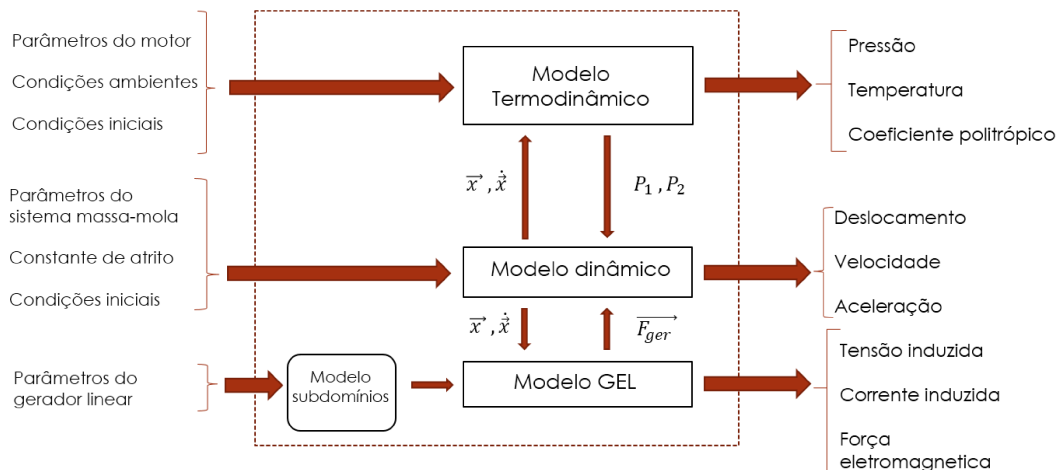 Parâmetros do motor
Condições ambientes
Condições iniciais
Modelo
Termodinâmico
Pressão
Temperatura
Coeficiente politrópico
x⃗ , ẋ⃗
P₁ , P₂
Parâmetros do
sistema massa-mola
Constante de atrito
Condições iniciais
Modelo dinâmico
Deslocamento
Velocidade
Aceleração
x⃗ , ẋ⃗
F⃗_ger
Parâmetros do
gerador linear
Modelo
subdomínios
Modelo GEL
Tensão induzida
Corrente induzida
Força
eletromagnetica